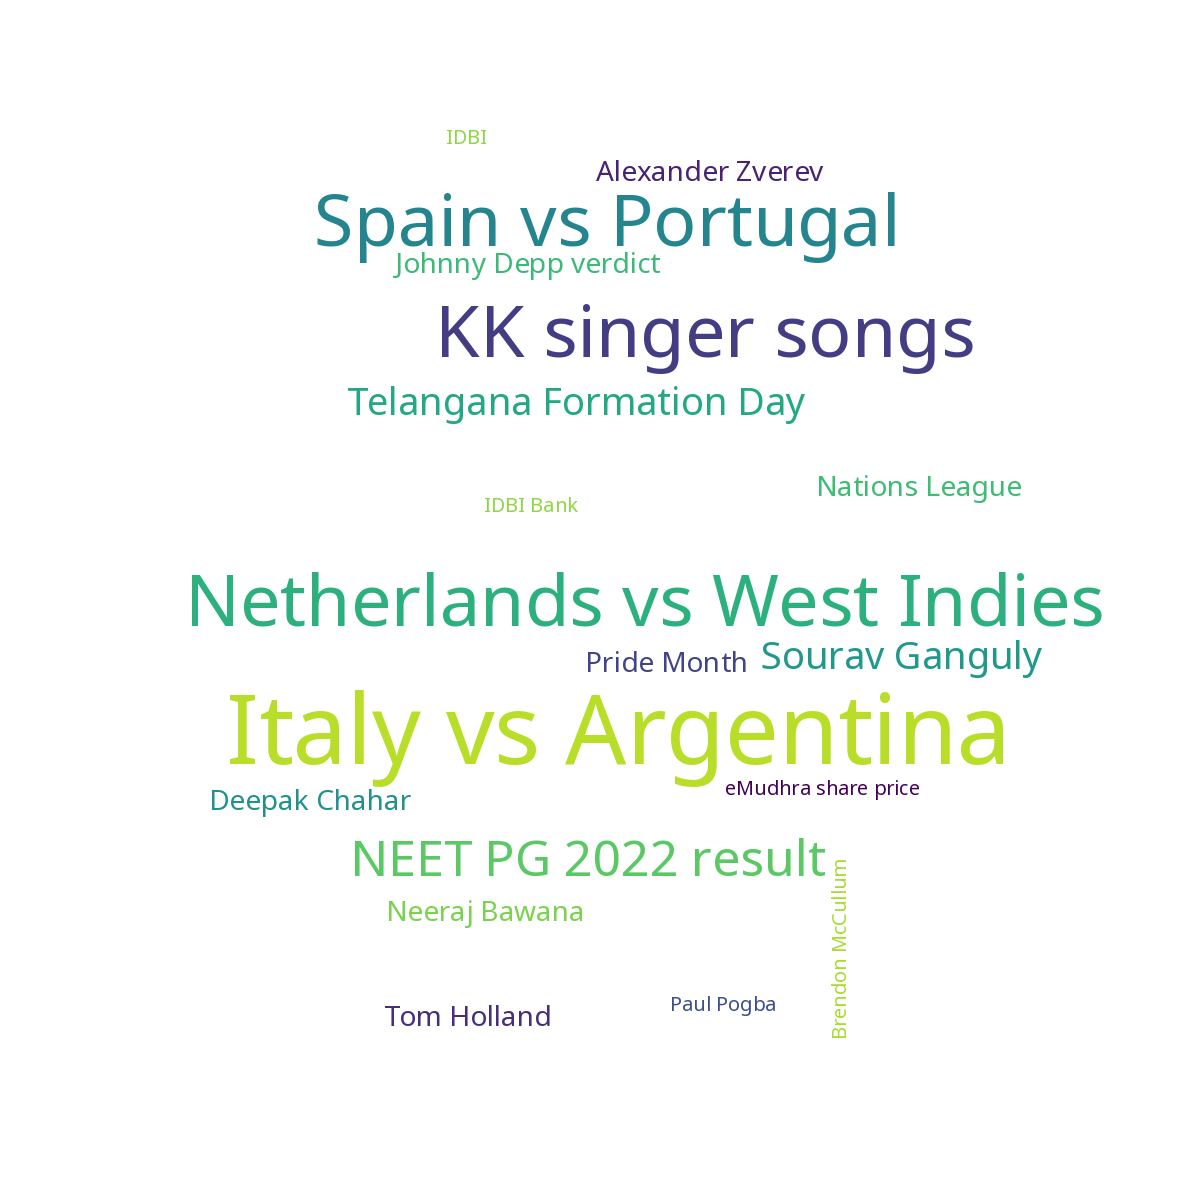 IDBI
Alexander Zverev
Spain vs Portugal
Johnny Depp verdict
KK singer songs
Telangana Formation Day
Nations League
IDBI Bank
Netherlands vs West Indies
Pride Month
Sourav Ganguly
Italy vs Argentina
eMudhra share price
Deepak Chahar
NEET PG 2022 result
Neeraj Bawana
Brendon McCullum
Paul Pogba
Tom Holland